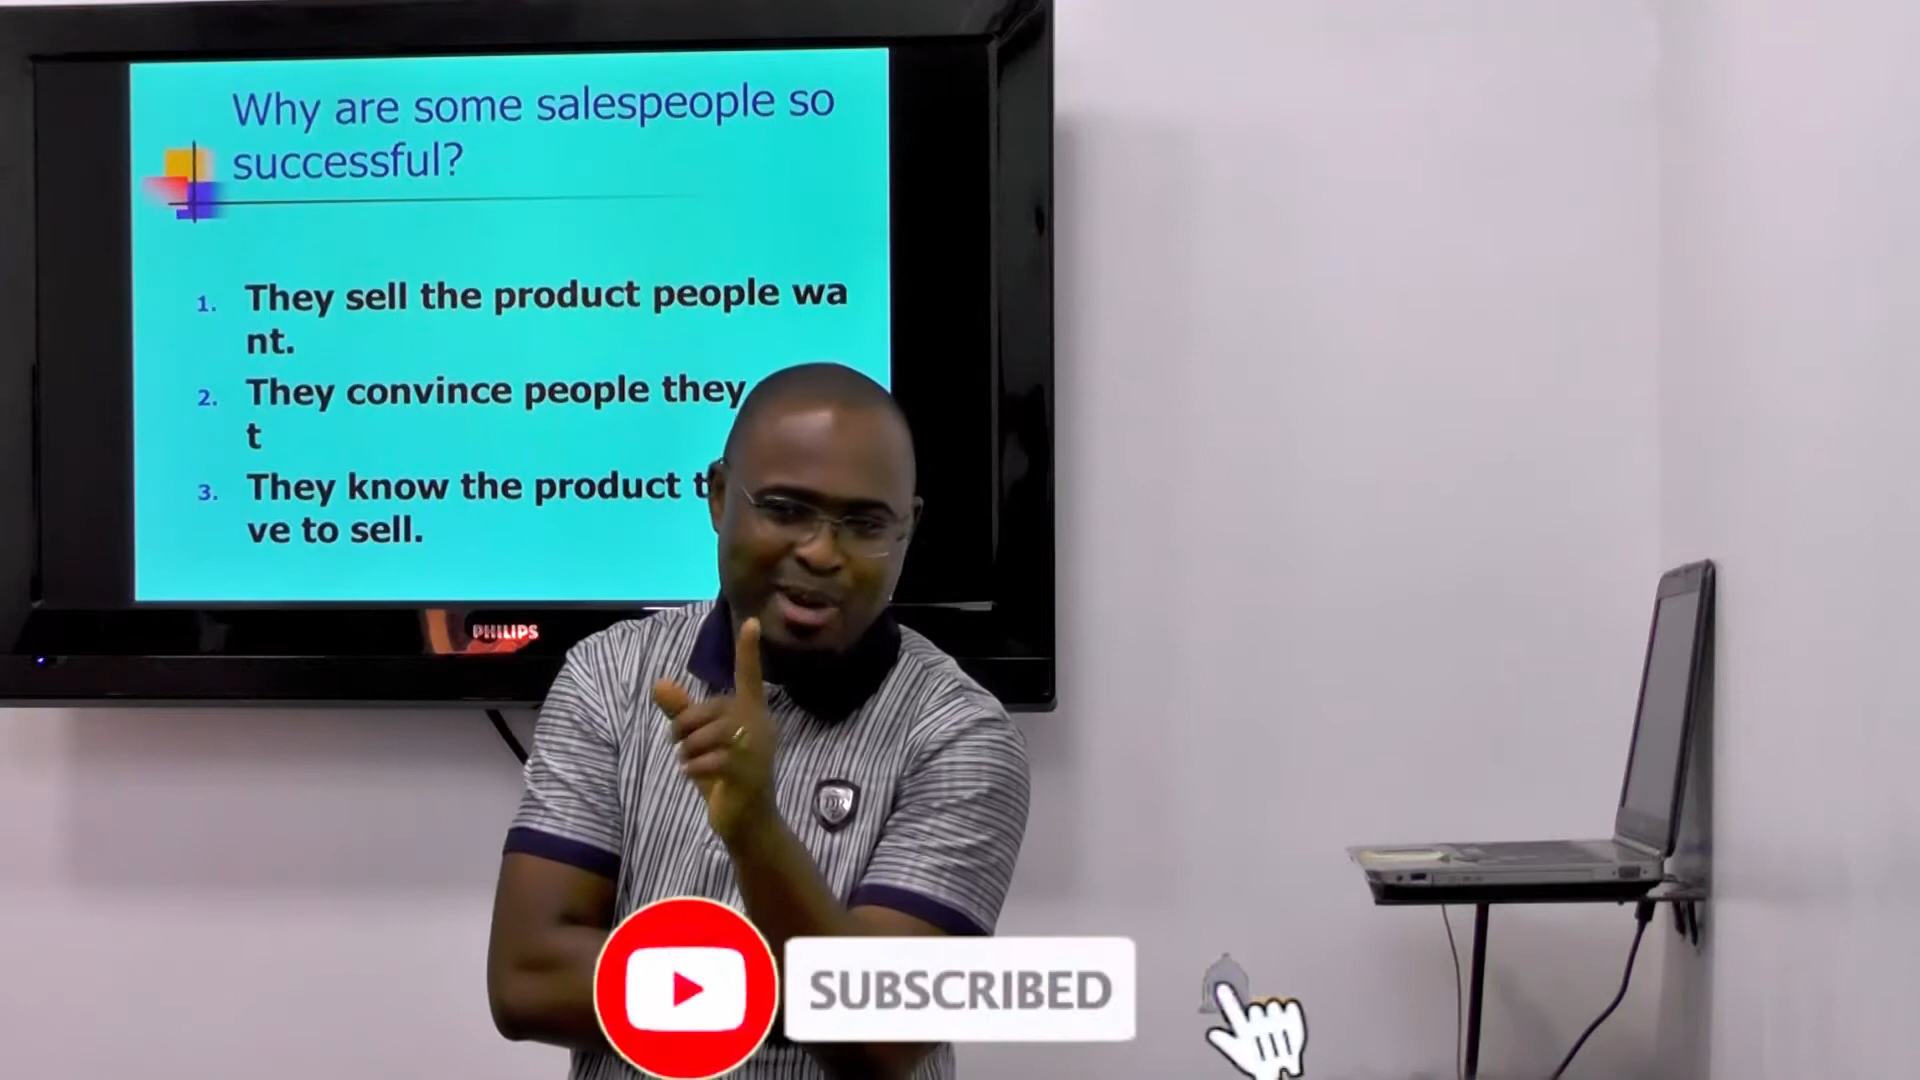 Why are some salespeople so
successful?
1. They sell the product people wa
nt.
2. They convince people they
t
3. They know the product t
ve to sell.
PHILIPS
SUBSCRIBED